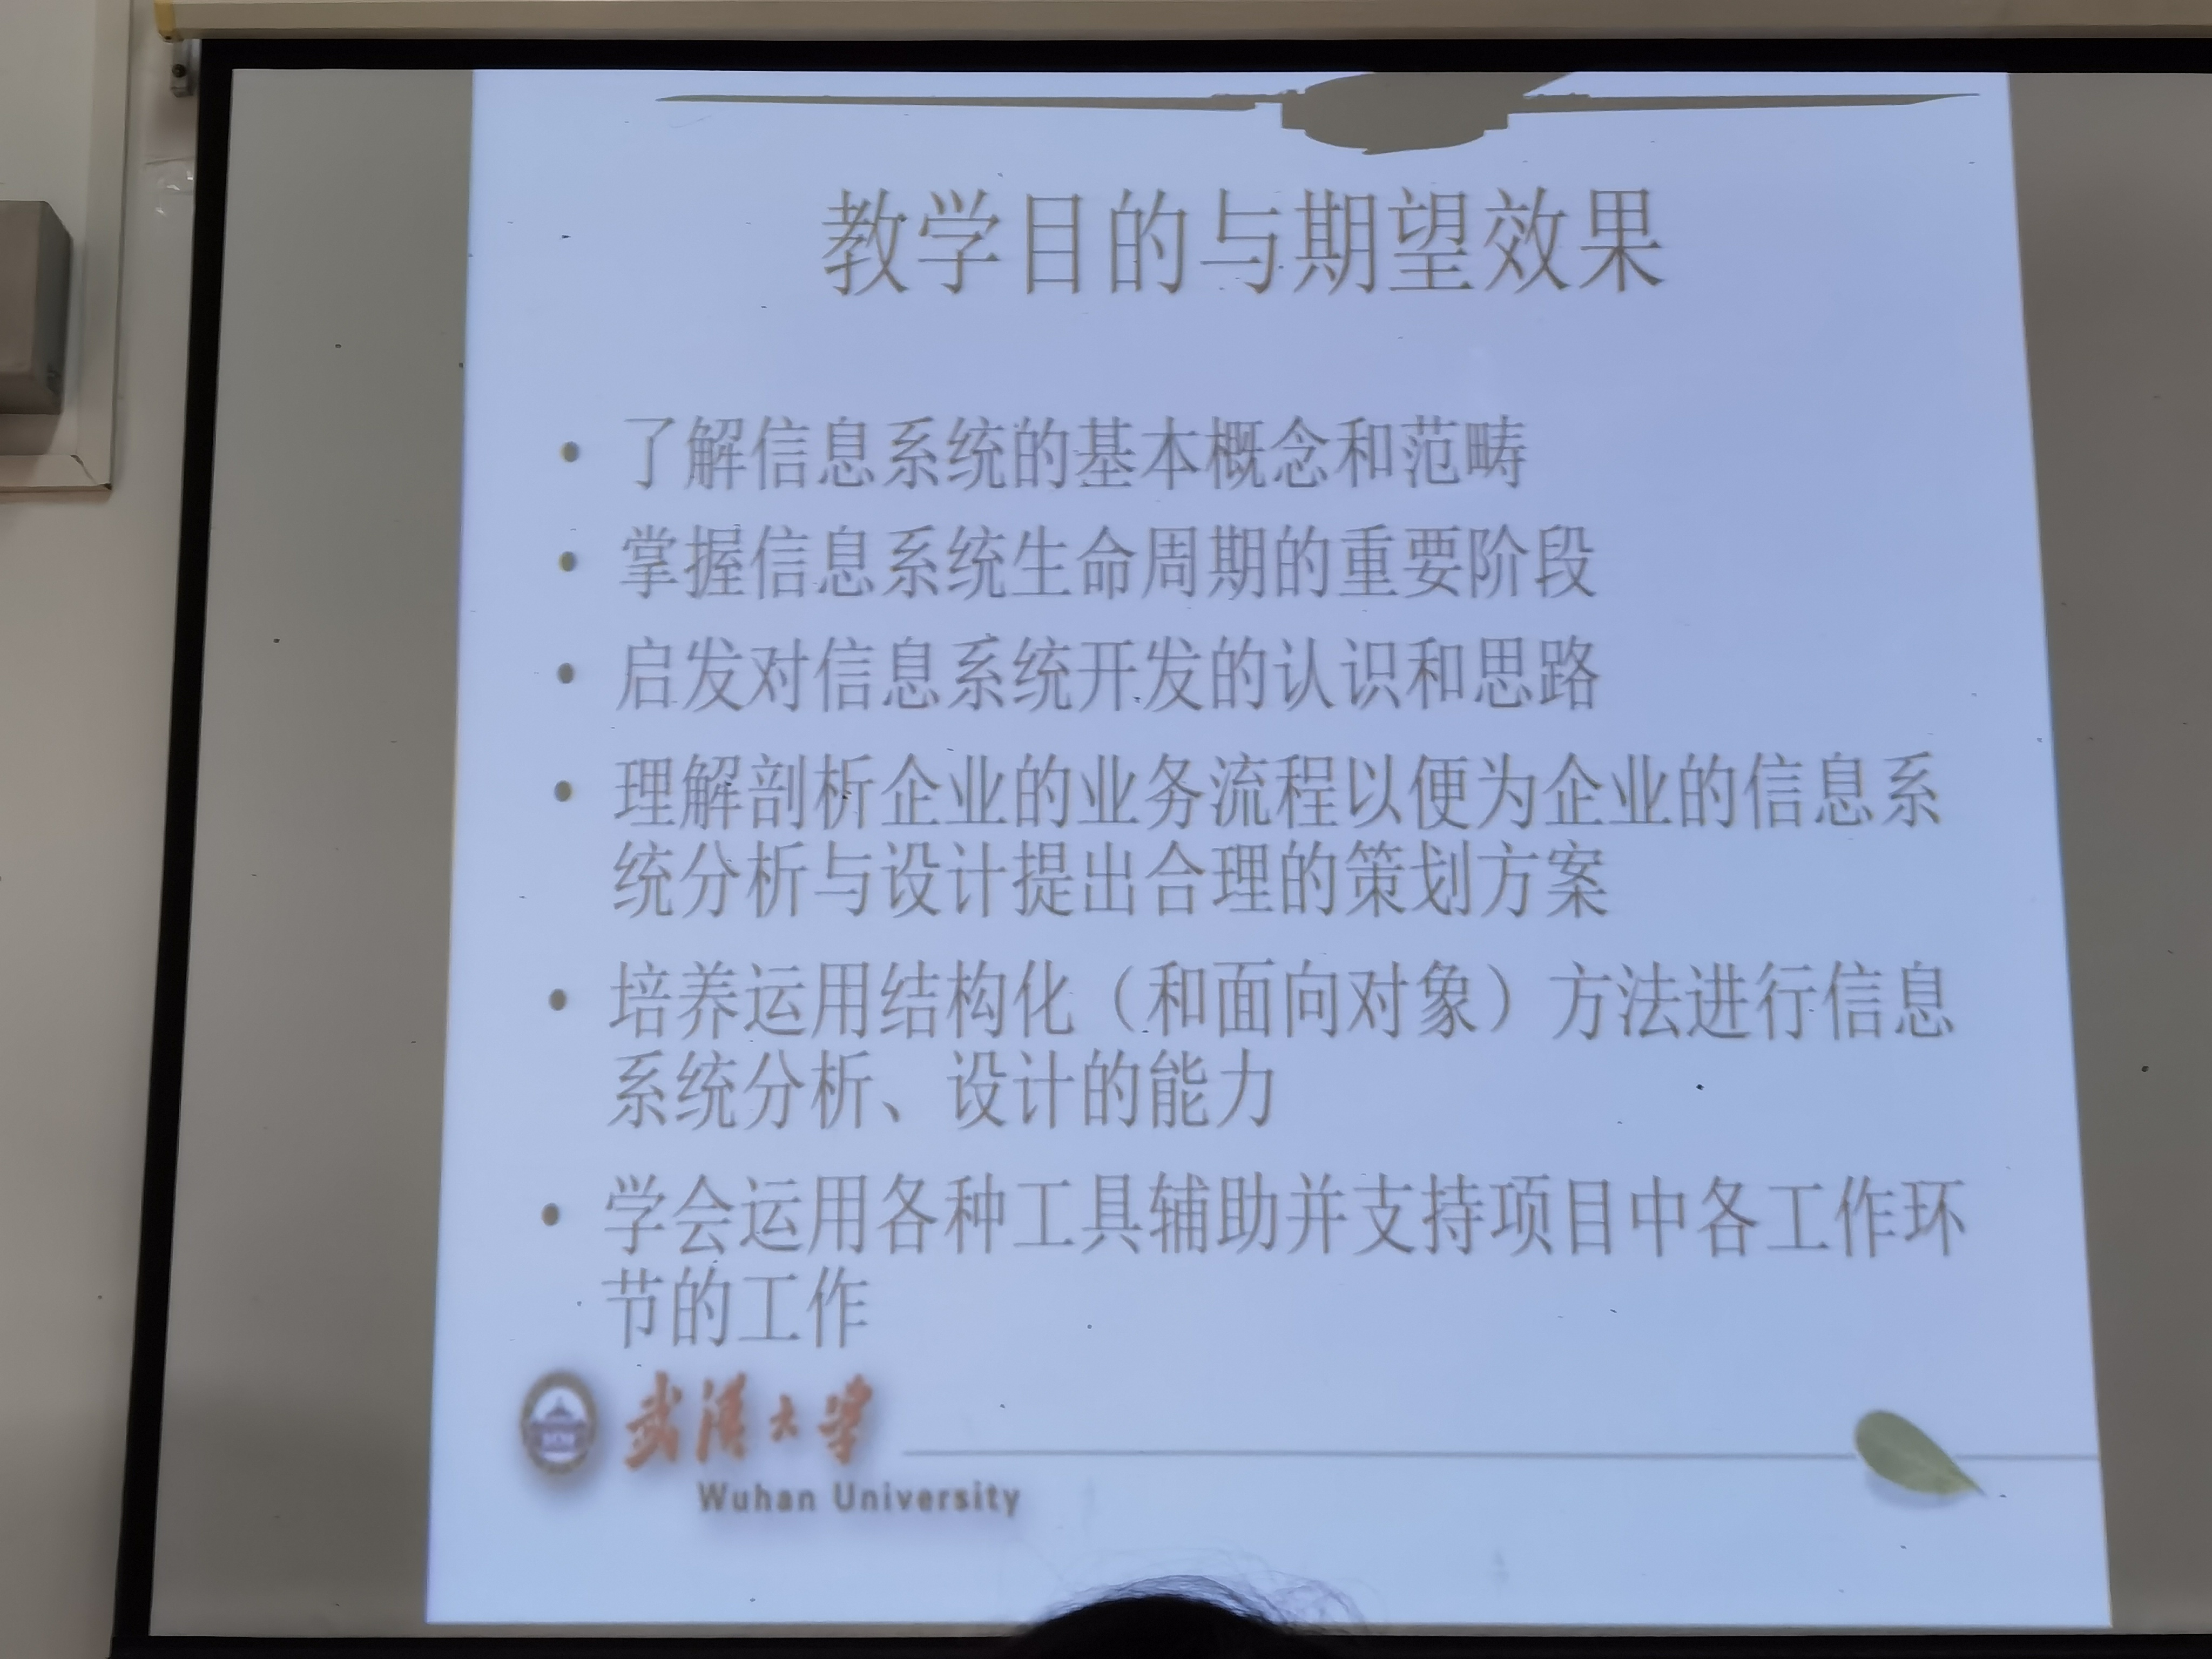 教学目的与期望效果
• 了解信息系统的基本概念和范畴
• 掌握信息系统生命周期的重要阶段
• 启发对信息系统开发的认识和思路
• 理解剖析企业的业务流程以便为企业的信息系
统分析与设计提出合理的策划方案
• 培养运用结构化（和面向对象）方法进行信息
系统分析、设计的能力
• 学会运用各种工具辅助并支持项目中各工作环
节的工作
武漢大学
Wuhan University